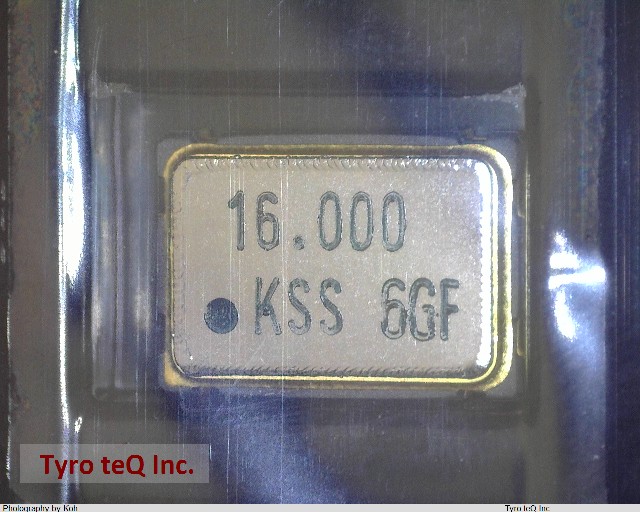 16.000
KSS 6GF
Tyro teQ Inc.
Photography by Koh
Tyro teQ Inc